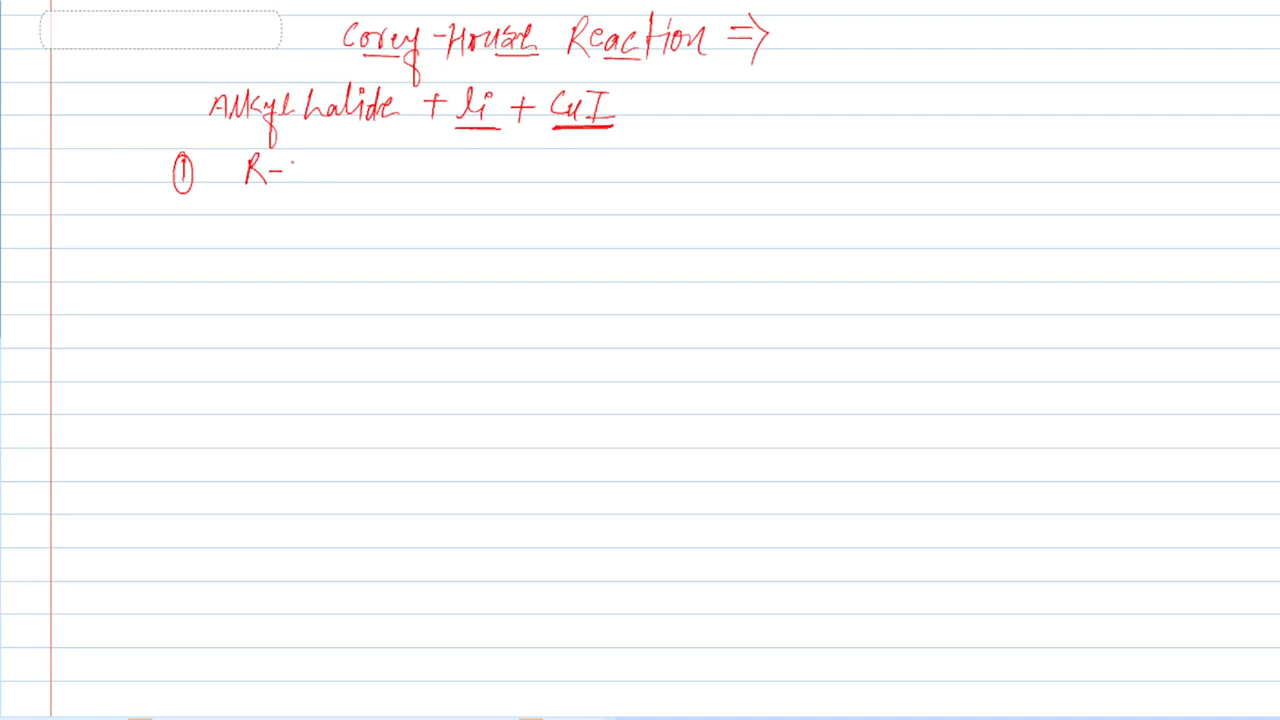 Corey-House Reaction ⇒
Alkyl halide + Li + CuI
① R-